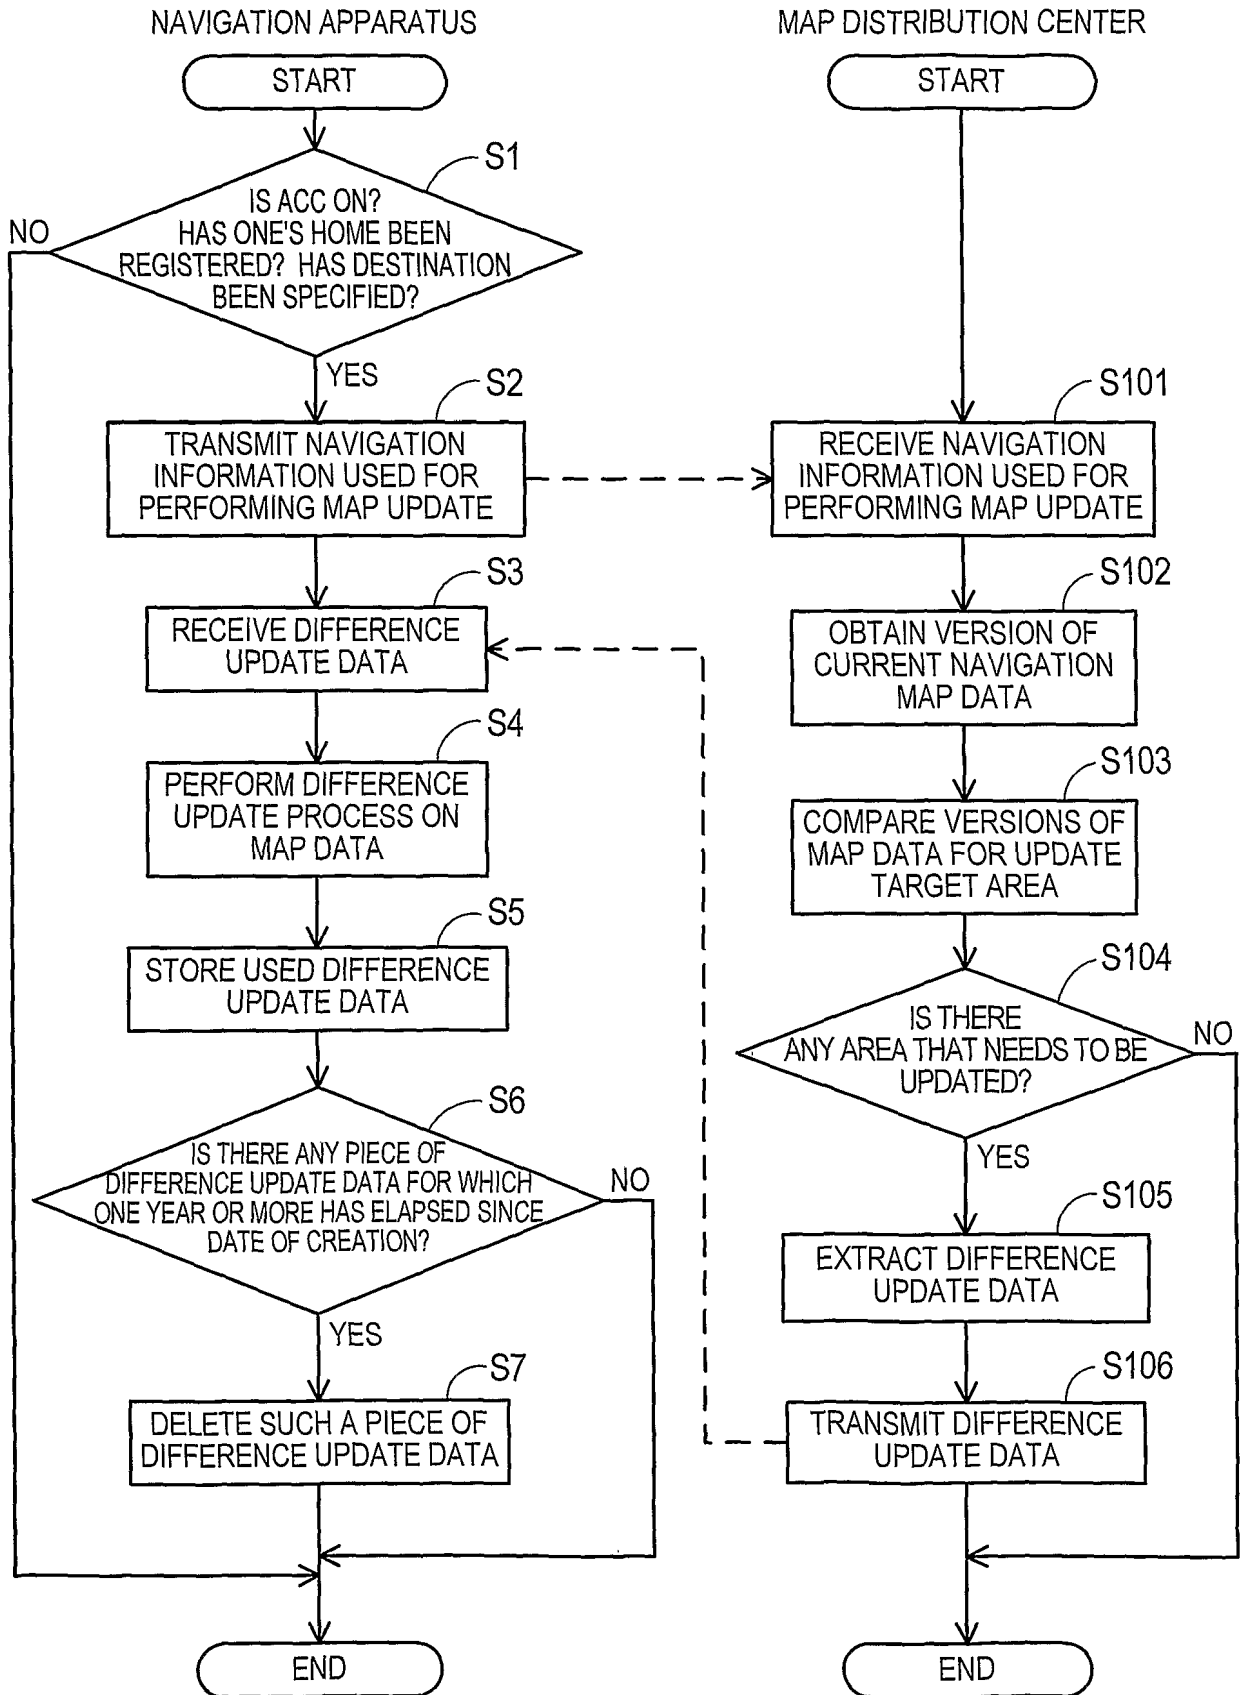 NAVIGATION APPARATUS
START
S1
IS ACC ON?
HAS ONE'S HOME BEEN
REGISTERED? HAS DESTINATION
BEEN SPECIFIED?
NO
YES
S2
TRANSMIT NAVIGATION
INFORMATION USED FOR
PERFORMING MAP UPDATE
S3
RECEIVE DIFFERENCE
UPDATE DATA
S4
PERFORM DIFFERENCE
UPDATE PROCESS ON
MAP DATA
S5
STORE USED DIFFERENCE
UPDATE DATA
S6
IS THERE ANY PIECE OF
DIFFERENCE UPDATE DATA FOR WHICH
ONE YEAR OR MORE HAS ELAPSED SINCE
DATE OF CREATION?
NO
YES
S7
DELETE SUCH A PIECE OF
DIFFERENCE UPDATE DATA
END
MAP DISTRIBUTION CENTER
START
S101
RECEIVE NAVIGATION
INFORMATION USED FOR
PERFORMING MAP UPDATE
S102
OBTAIN VERSION OF
CURRENT NAVIGATION
MAP DATA
S103
COMPARE VERSIONS OF
MAP DATA FOR UPDATE
TARGET AREA
S104
IS THERE
ANY AREA THAT NEEDS TO BE
UPDATED?
NO
YES
S105
EXTRACT DIFFERENCE
UPDATE DATA
S106
TRANSMIT DIFFERENCE
UPDATE DATA
END